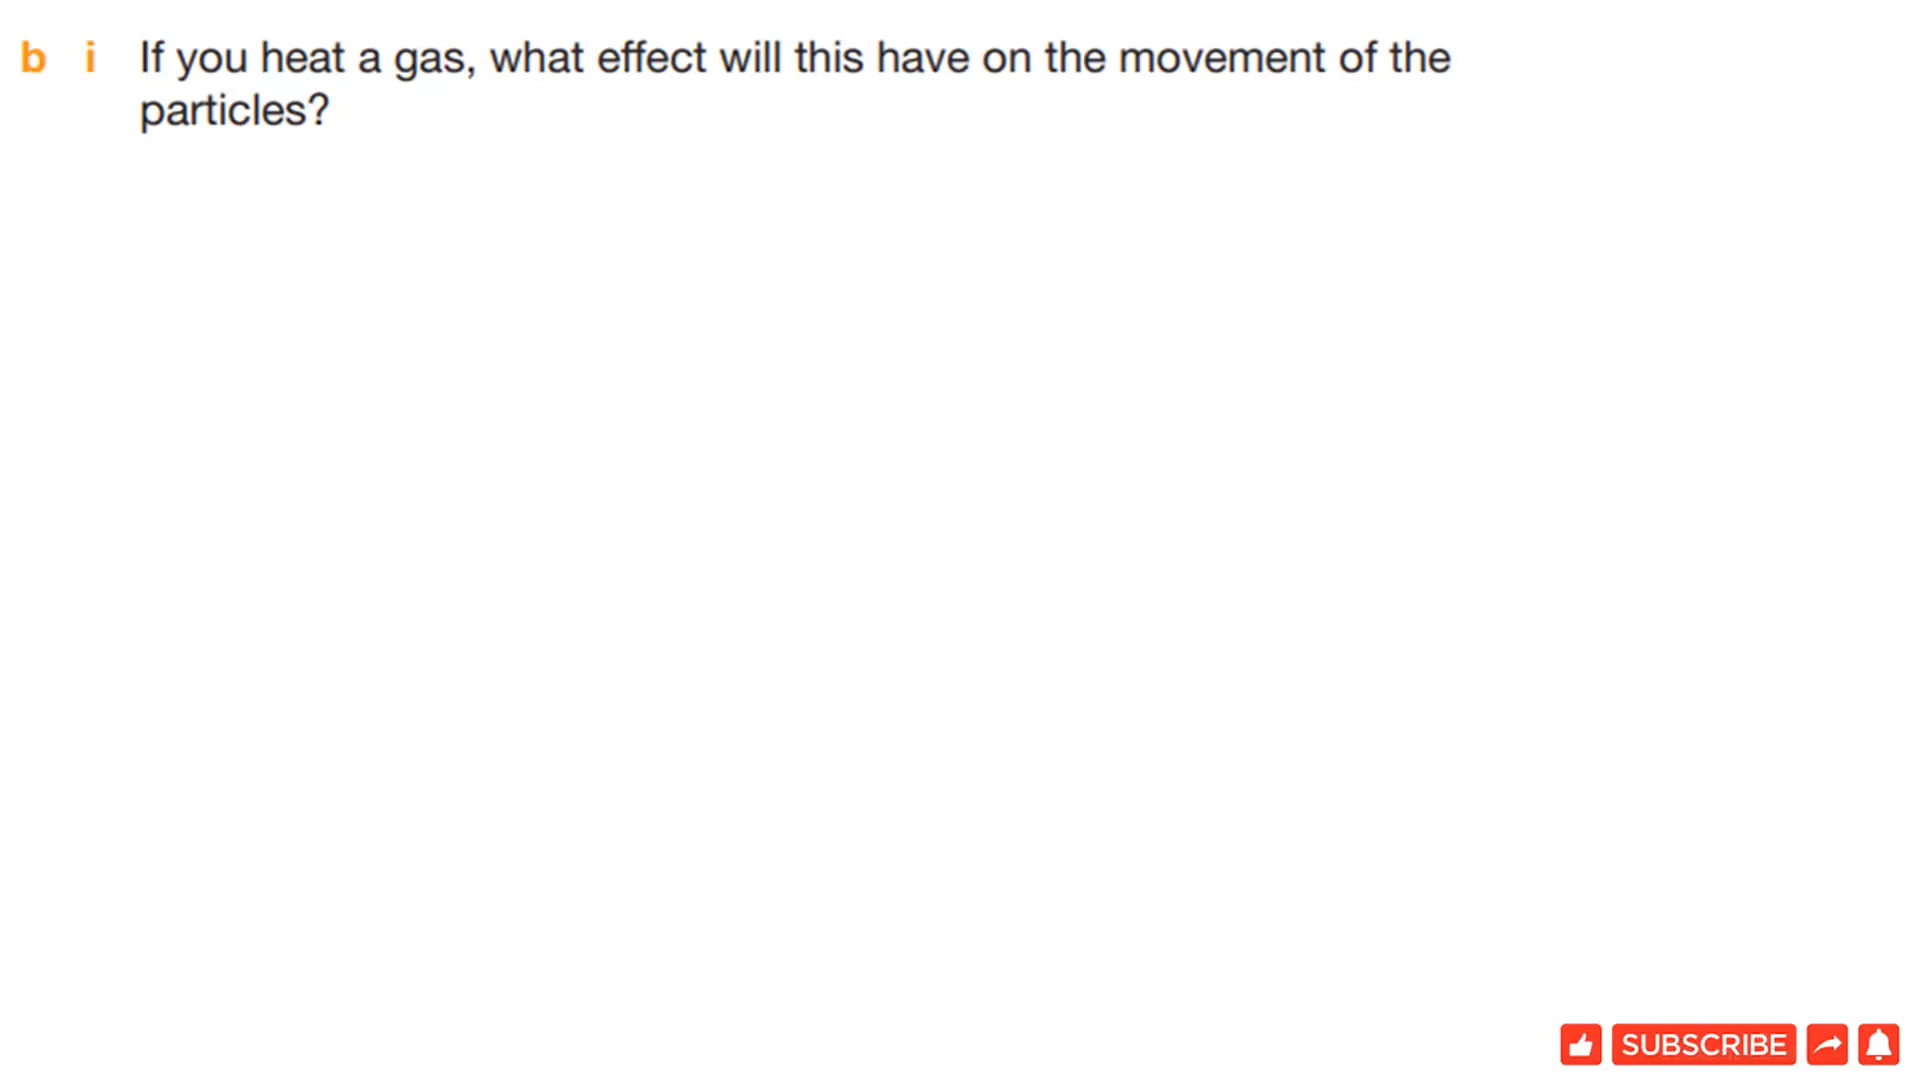 b i If you heat a gas, what effect will this have on the movement of the
particles?
SUBSCRIBE